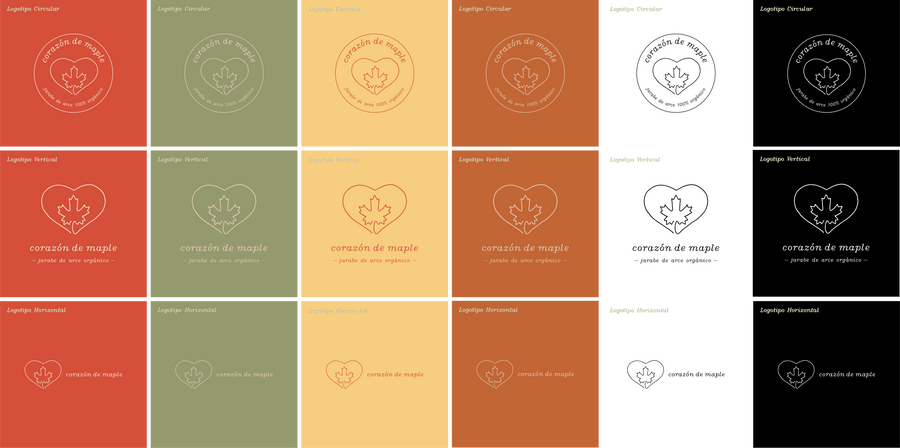 Logotipo Circular
corazón de maple
jarabe de arce 100% orgánico
Logotipo Circular
corazón de maple
jarabe de arce 100% orgánico
Logotipo Circular
corazón de maple
jarabe de arce 100% orgánico
Logotipo Circular
corazón de maple
jarabe de arce 100% orgánico
Logotipo Circular
corazón de maple
jarabe de arce 100% orgánico
Logotipo Circular
corazón de maple
jarabe de arce 100% orgánico
Logotipo Vertical
corazón de maple
– jarabe de arce orgánico –
Logotipo Vertical
corazón de maple
– jarabe de arce orgánico –
Logotipo Vertical
corazón de maple
– jarabe de arce orgánico –
Logotipo Vertical
corazón de maple
– jarabe de arce orgánico –
Logotipo Vertical
corazón de maple
– jarabe de arce orgánico –
Logotipo Vertical
corazón de maple
– jarabe de arce orgánico –
Logotipo Horizontal
corazón de maple
Logotipo Horizontal
corazón de maple
Logotipo Horizontal
corazón de maple
Logotipo Horizontal
corazón de maple
Logotipo Horizontal
corazón de maple
Logotipo Horizontal
corazón de maple